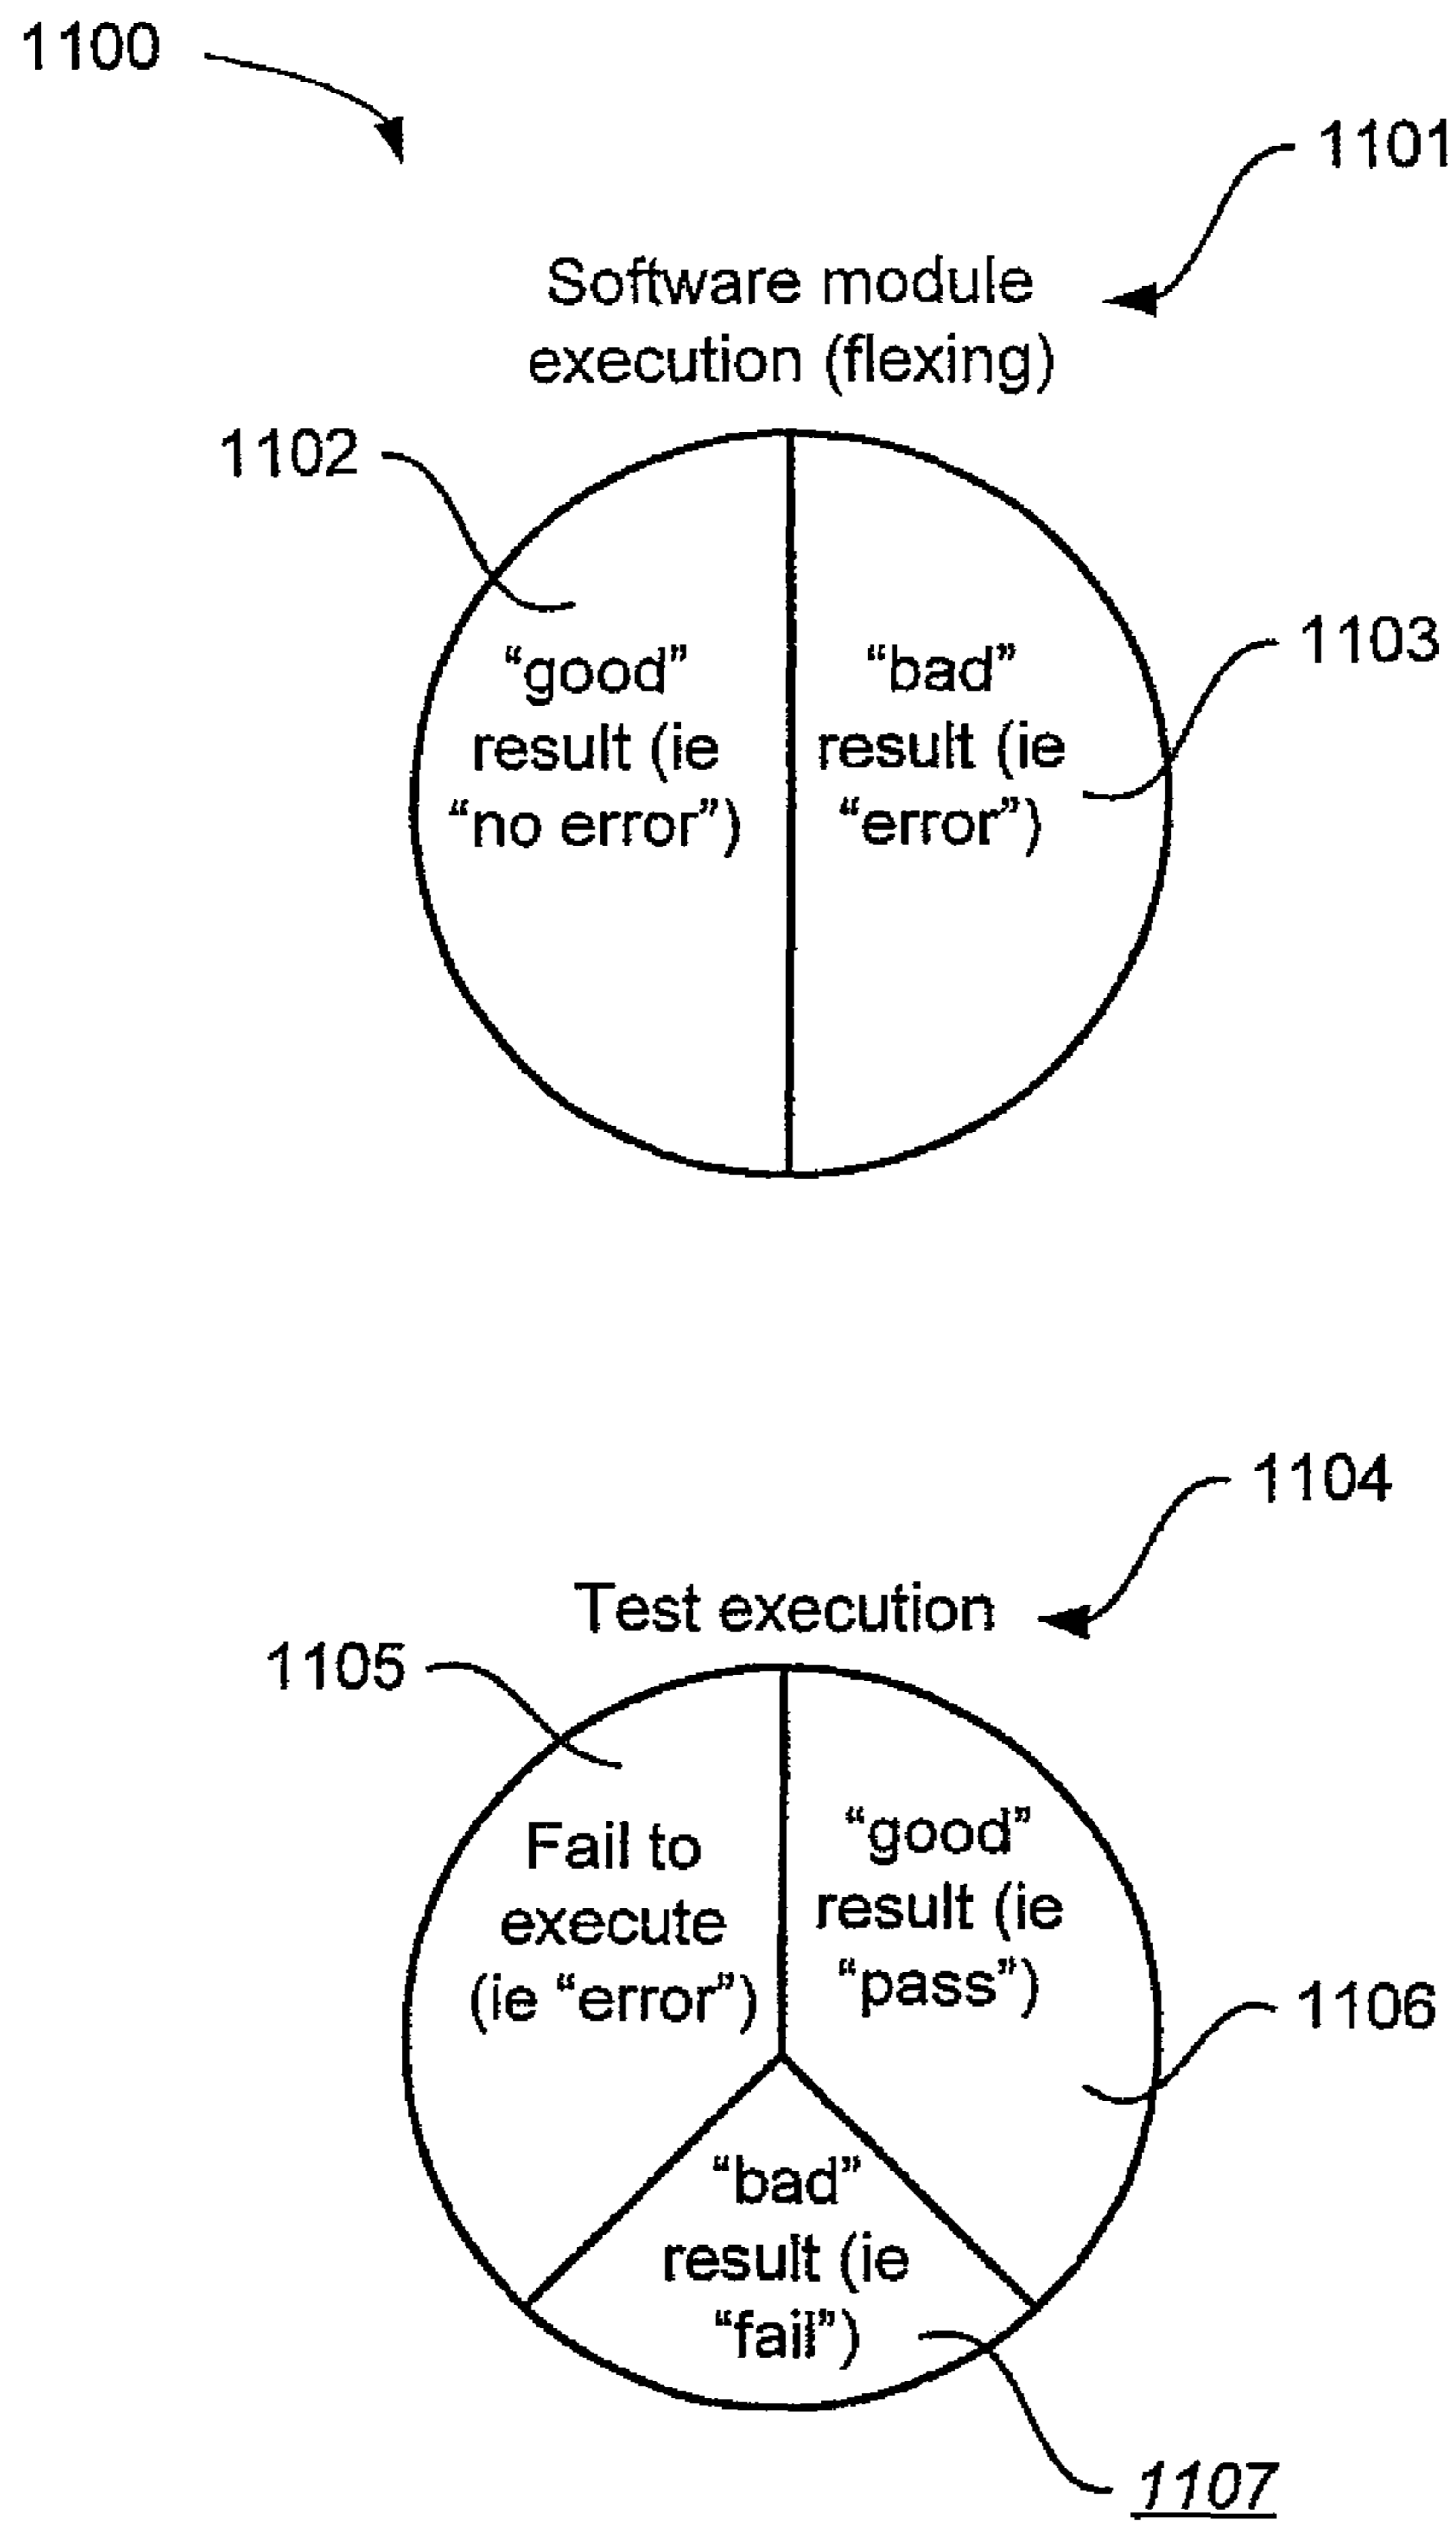 1100
1101
Software module
execution (flexing)
1102
“good”
result (ie
“no error”)
“bad”
result (ie
“error”)
1103
1104
Test execution
1105
Fail to
execute
(ie “error”)
“good”
result (ie
“pass”)
1106
“bad”
result (ie
“fail”)
1107